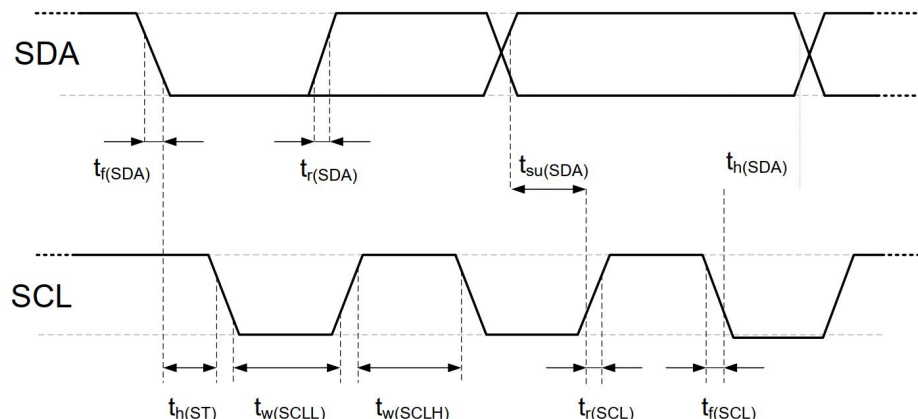 SDA
t_f(SDA) t_r(SDA) t_su(SDA) t_h(SDA)
SCL
t_h(ST) t_w(SCLL) t_w(SCLH) t_r(SCL) t_f(SCL)